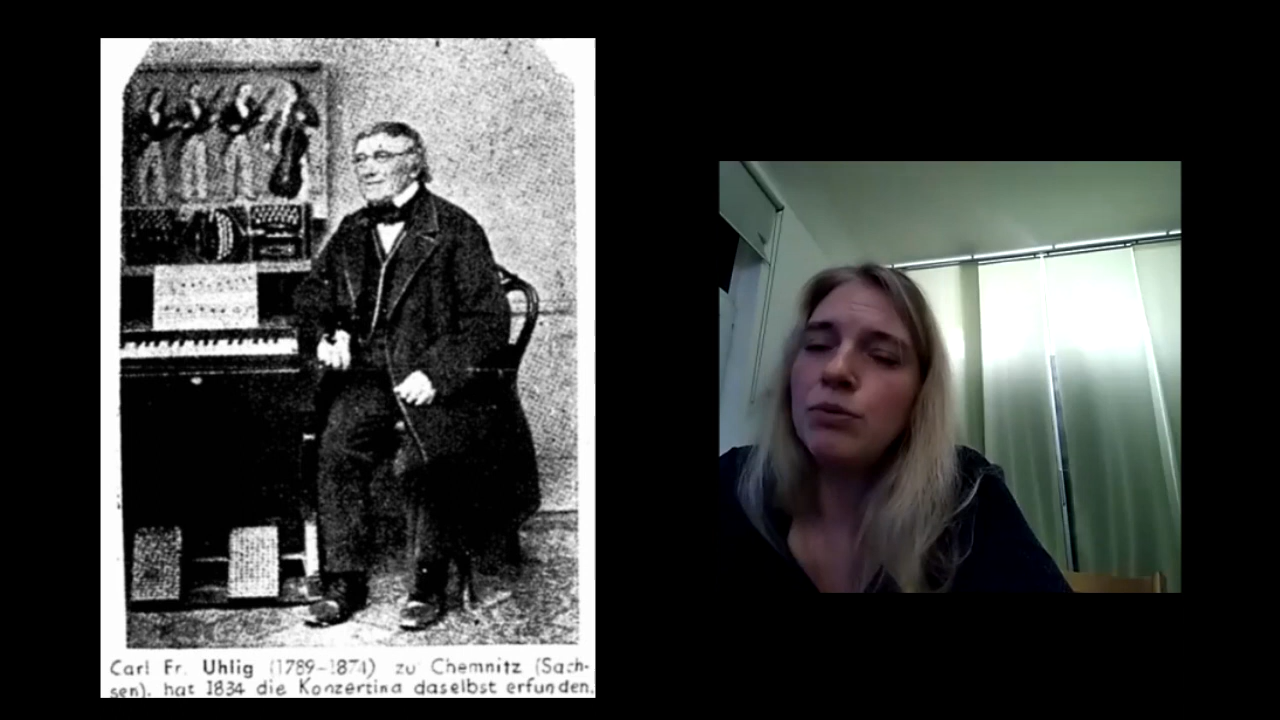 Carl Fr. Uhlig (1789-1874) zu Chemnitz (Sach-
sen), hat 1834 die Konzertina daselbst erfunden.